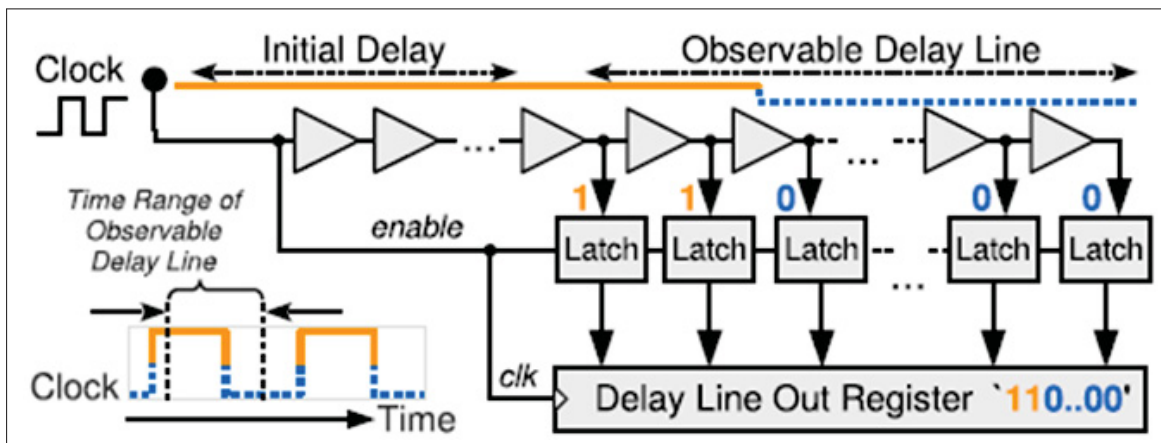 Initial Delay
Observable Delay Line
Clock
...
...
1 1 0 0 0
Time Range of
Observable
Delay Line
enable
Latch Latch Latch Latch Latch
...
clk
Delay Line Out Register `110..00'
Clock
Time